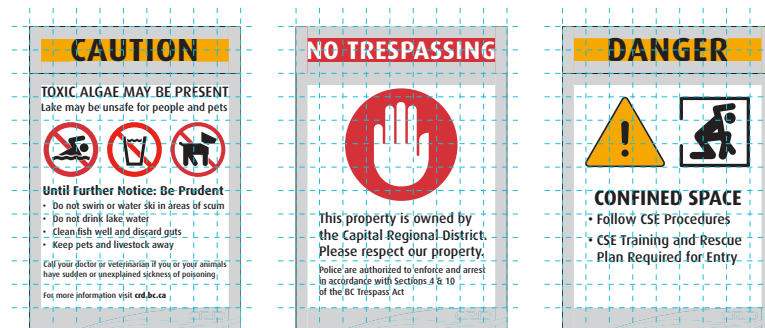 CAUTION
TOXIC ALGAE MAY BE PRESENT
Lake may be unsafe for people and pets
Until Further Notice: Be Prudent
• Do not swim or water ski in areas of scum
• Do not drink lake water
• Clean fish well and discard guts
• Keep pets and livestock away
Call your doctor or veterinarian if you or your animals
have sudden or unexplained sickness of poisoning
For more information visit crd.bc.ca
NO TRESPASSING
This property is owned by
the Capital Regional District.
Please respect our property.
Police are authorized to enforce and arrest
in accordance with Sections 4 & 10
of the BC Trespass Act
DANGER
CONFINED SPACE
• Follow CSE Procedures
• CSE Training and Rescue
Plan Required for Entry